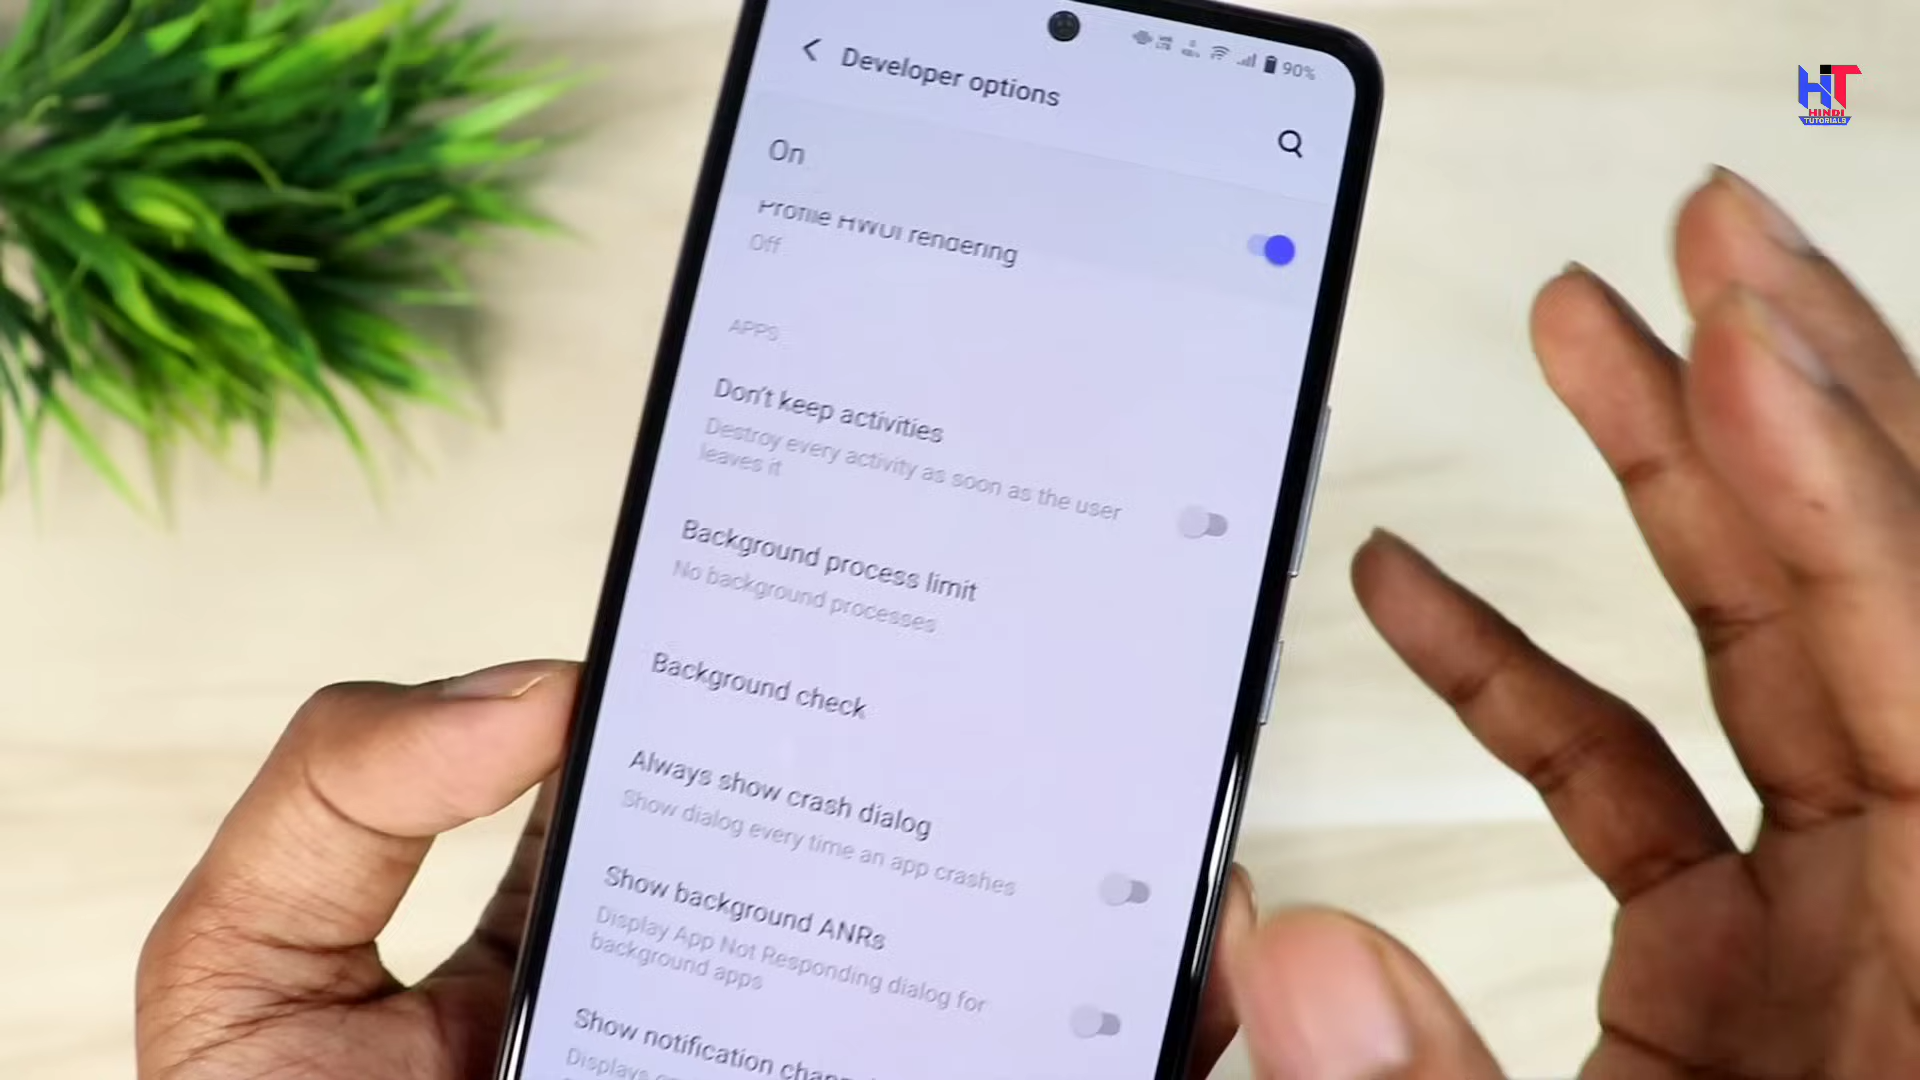 90%
Developer options
HT
HINDI
TUTORIALS
On
Profile HWUI rendering
Off
APPS
Don't keep activities
Destroy every activity as soon as the user
leaves it
Background process limit
No background processes
Background check
Always show crash dialog
Show dialog every time an app crashes
Show background ANRs
Display App Not Responding dialog for
background apps
Show notification
Displays